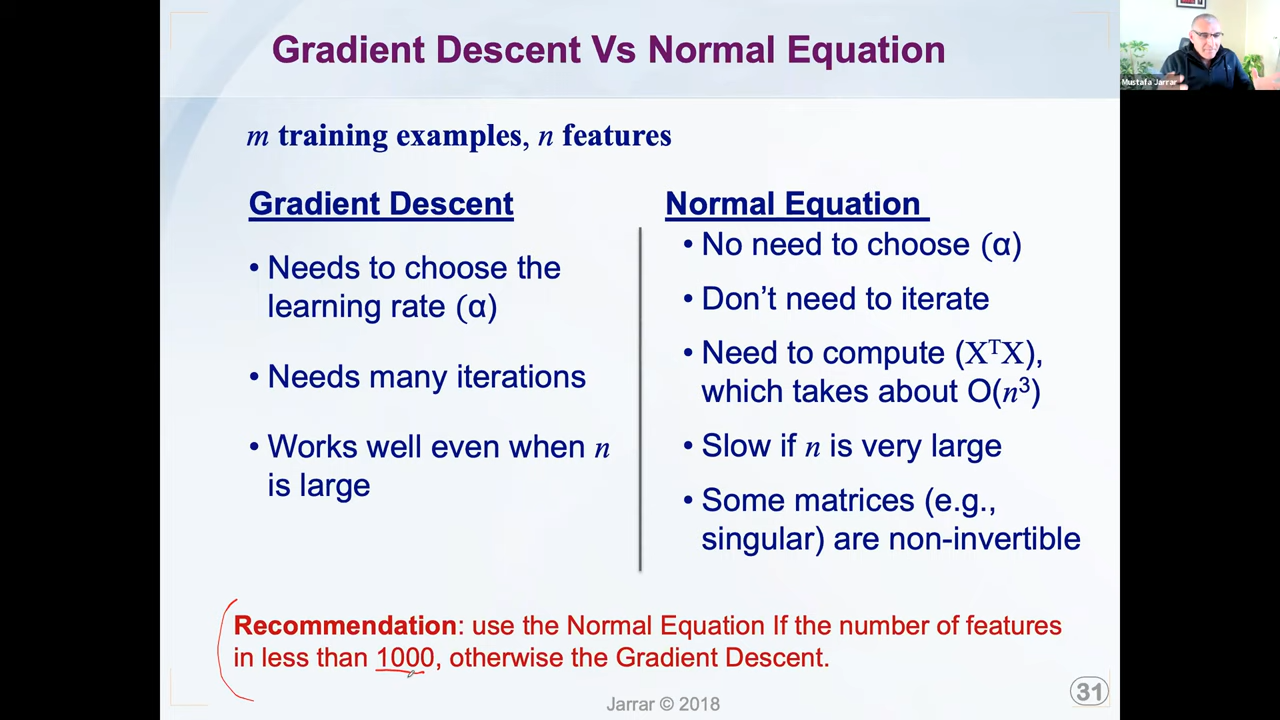 Gradient Descent Vs Normal Equation
Mustafa Jarrar
m training examples, n features
Gradient Descent
• Needs to choose the
learning rate (α)
• Needs many iterations
• Works well even when n
is large
Normal Equation
• No need to choose (α)
• Don’t need to iterate
• Need to compute (XᵀX),
which takes about O(n³)
• Slow if n is very large
• Some matrices (e.g.,
singular) are non-invertible
Recommendation: use the Normal Equation If the number of features
in less than 1000, otherwise the Gradient Descent.
Jarrar © 2018
31